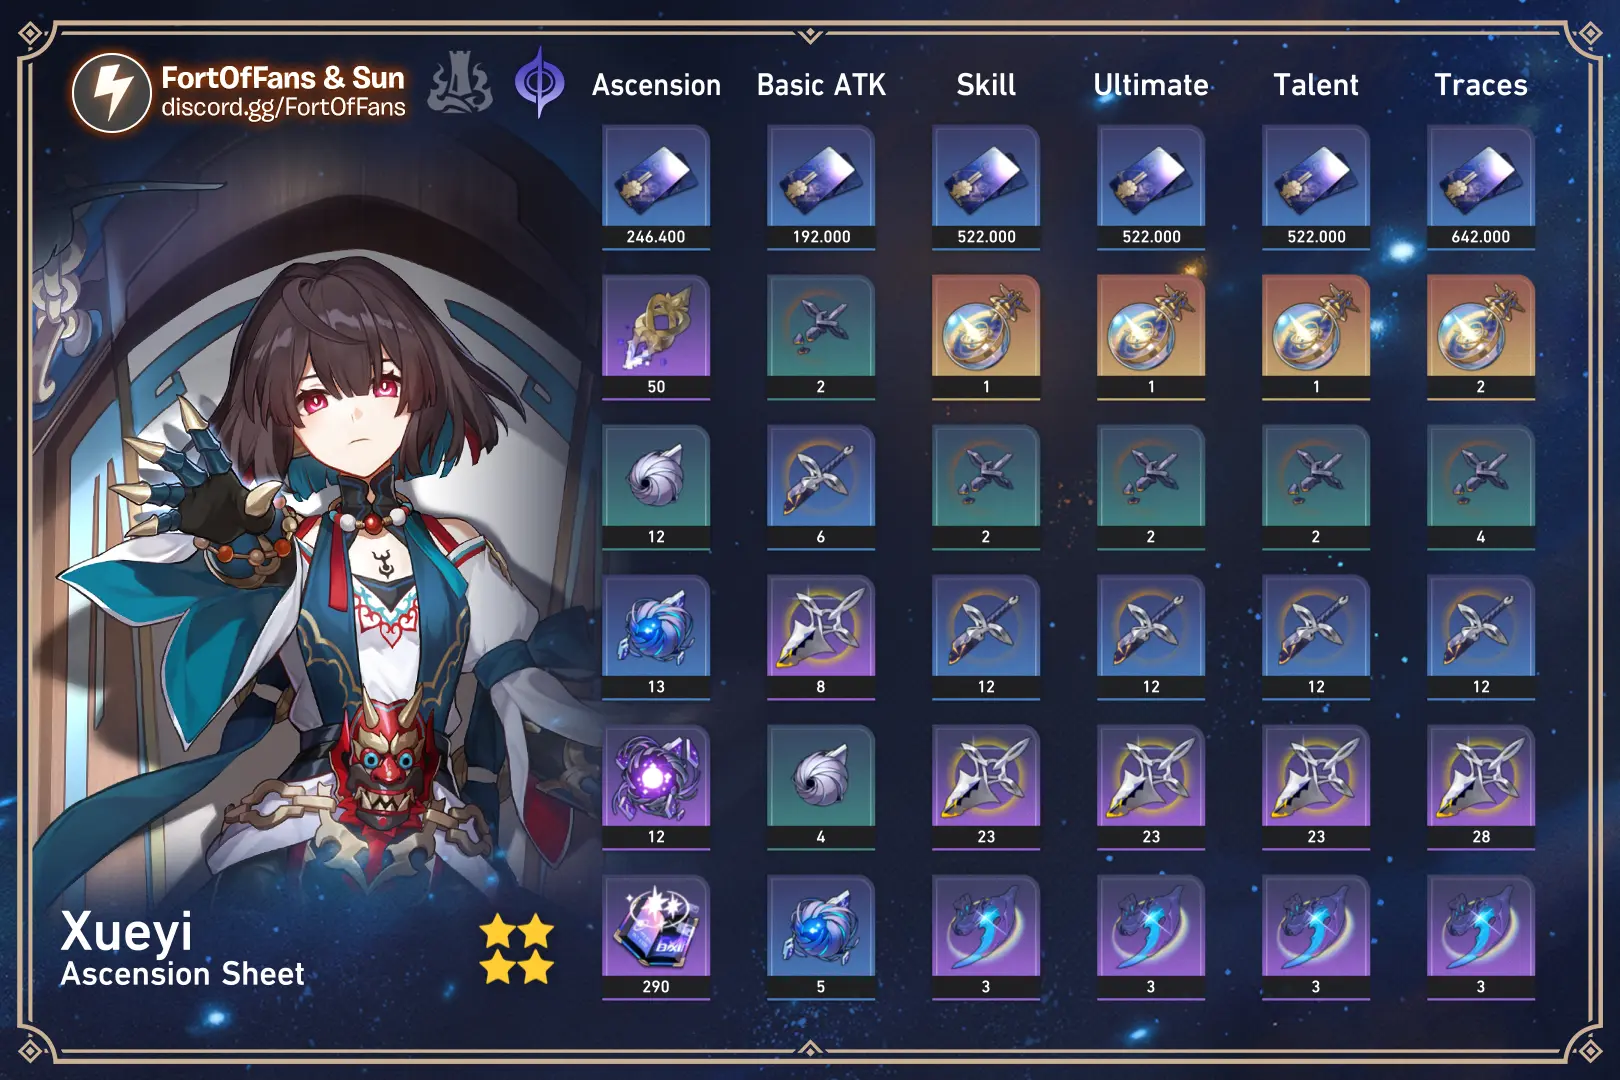 FortOfFans & Sun
discord.gg/FortOfFans
Ascension Basic ATK Skill Ultimate Talent Traces
246.400 192.000 522.000 522.000 522.000 642.000
50 2 1 1 1 2
12 6 2 2 2 4
13 8 12 12 12 12
12 4 23 23 23 28
290 5 3 3 3 3
Xueyi
Ascension Sheet